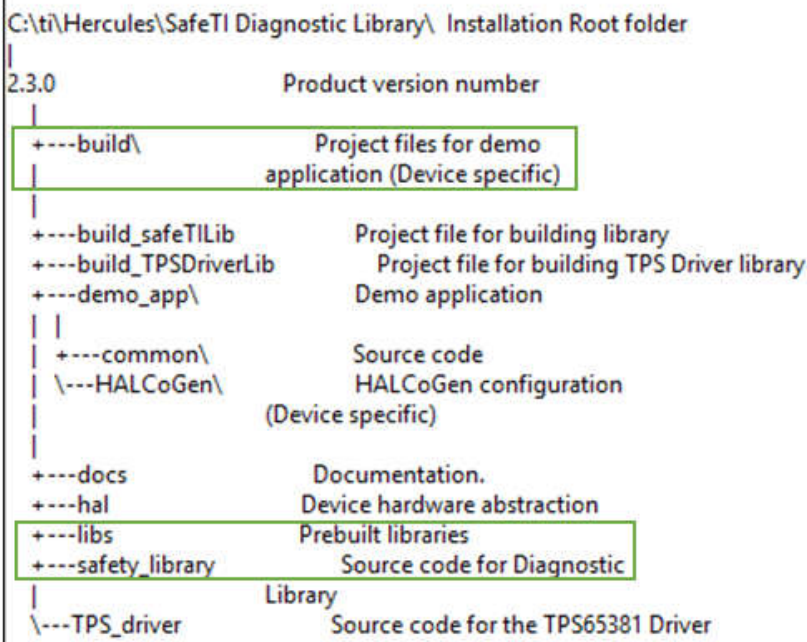 C:\ti\Hercules\SafeTI Diagnostic Library\ Installation Root folder
|
2.3.0 Product version number
|
+---build\ Project files for demo
| application (Device specific)
|
+---build_safeTILib Project file for building library
+---build_TPSDriverLib Project file for building TPS Driver library
+---demo_app\ Demo application
| |
| +---common\ Source code
| \---HALCoGen\ HALCoGen configuration
| (Device specific)
|
+---docs Documentation.
+---hal Device hardware abstraction
+---libs Prebuilt libraries
+---safety_library Source code for Diagnostic
| Library
\---TPS_driver Source code for the TPS65381 Driver